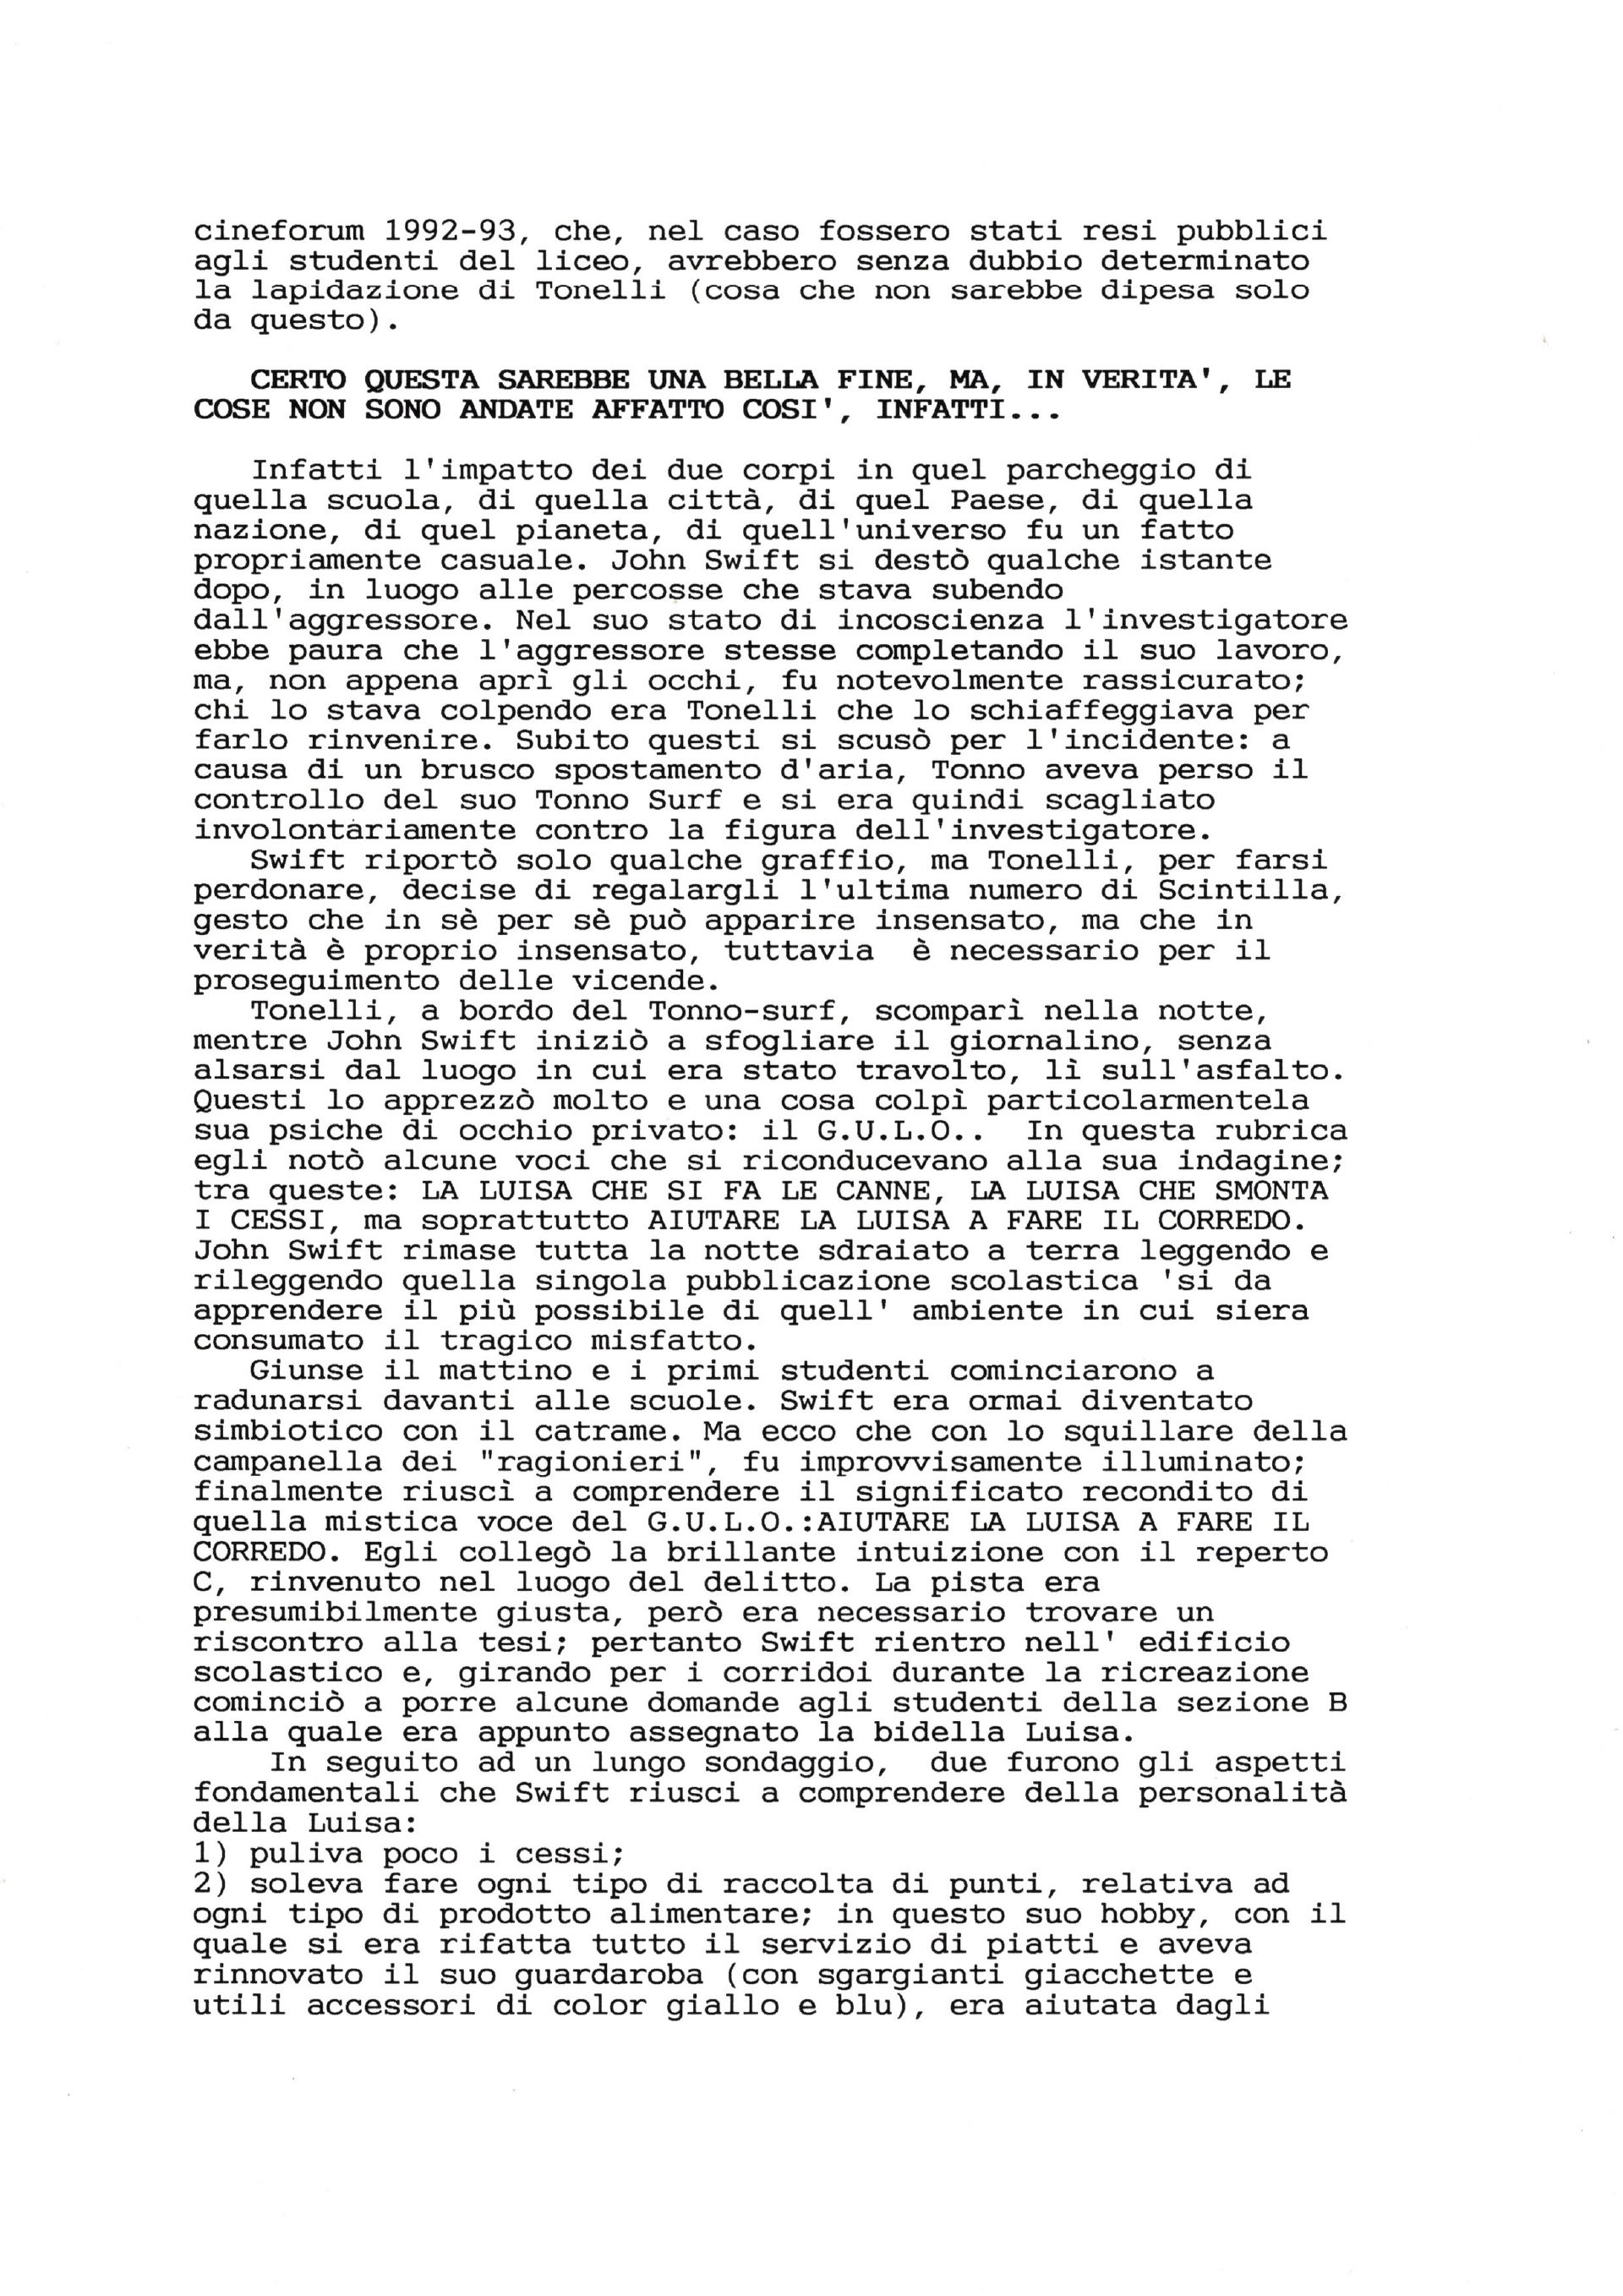 cineforum 1992-93, che, nel caso fossero stati resi pubblici
agli studenti del liceo, avrebbero senza dubbio determinato
la lapidazione di Tonelli (cosa che non sarebbe dipesa solo
da questo).
CERTO QUESTA SAREBBE UNA BELLA FINE, MA, IN VERITA', LE
COSE NON SONO ANDATE AFFATTO COSI', INFATTI...
Infatti l'impatto dei due corpi in quel parcheggio di
quella scuola, di quella città, di quel Paese, di quella
nazione, di quel pianeta, di quell'universo fu un fatto
propriamente casuale. John Swift si destò qualche istante
dopo, in luogo alle percosse che stava subendo
dall'aggressore. Nel suo stato di incoscienza l'investigatore
ebbe paura che l'aggressore stesse completando il suo lavoro,
ma, non appena aprì gli occhi, fu notevolmente rassicurato;
chi lo stava colpendo era Tonelli che lo schiaffeggiava per
farlo rinvenire. Subito questi si scusò per l'incidente: a
causa di un brusco spostamento d'aria, Tonno aveva perso il
controllo del suo Tonno Surf e si era quindi scagliato
involontariamente contro la figura dell'investigatore.
Swift riportò solo qualche graffio, ma Tonelli, per farsi
perdonare, decise di regalargli l'ultima numero di Scintilla,
gesto che in sè per sè può apparire insensato, ma che in
verità è proprio insensato, tuttavia  è necessario per il
proseguimento delle vicende.
Tonelli, a bordo del Tonno-surf, scomparì nella notte,
mentre John Swift iniziò a sfogliare il giornalino, senza
alsarsi dal luogo in cui era stato travolto, lì sull'asfalto.
Questi lo apprezzò molto e una cosa colpì particolarmentela
sua psiche di occhio privato: il G.U.L.O..  In questa rubrica
egli notò alcune voci che si riconducevano alla sua indagine;
tra queste: LA LUISA CHE SI FA LE CANNE, LA LUISA CHE SMONTA
I CESSI, ma soprattutto AIUTARE LA LUISA A FARE IL CORREDO.
John Swift rimase tutta la notte sdraiato a terra leggendo e
rileggendo quella singola pubblicazione scolastica 'si da
apprendere il più possibile di quell' ambiente in cui siera
consumato il tragico misfatto.
Giunse il mattino e i primi studenti cominciarono a
radunarsi davanti alle scuole. Swift era ormai diventato
simbiotico con il catrame. Ma ecco che con lo squillare della
campanella dei "ragionieri", fu improvvisamente illuminato;
finalmente riuscì a comprendere il significato recondito di
quella mistica voce del G.U.L.O.:AIUTARE LA LUISA A FARE IL
CORREDO. Egli collegò la brillante intuizione con il reperto
C, rinvenuto nel luogo del delitto. La pista era
presumibilmente giusta, però era necessario trovare un
riscontro alla tesi; pertanto Swift rientro nell' edificio
scolastico e, girando per i corridoi durante la ricreazione
cominciò a porre alcune domande agli studenti della sezione B
alla quale era appunto assegnato la bidella Luisa.
In seguito ad un lungo sondaggio,  due furono gli aspetti
fondamentali che Swift riusci a comprendere della personalità
della Luisa:
1) puliva poco i cessi;
2) soleva fare ogni tipo di raccolta di punti, relativa ad
ogni tipo di prodotto alimentare; in questo suo hobby, con il
quale si era rifatta tutto il servizio di piatti e aveva
rinnovato il suo guardaroba (con sgargianti giacchette e
utili accessori di color giallo e blu), era aiutata dagli